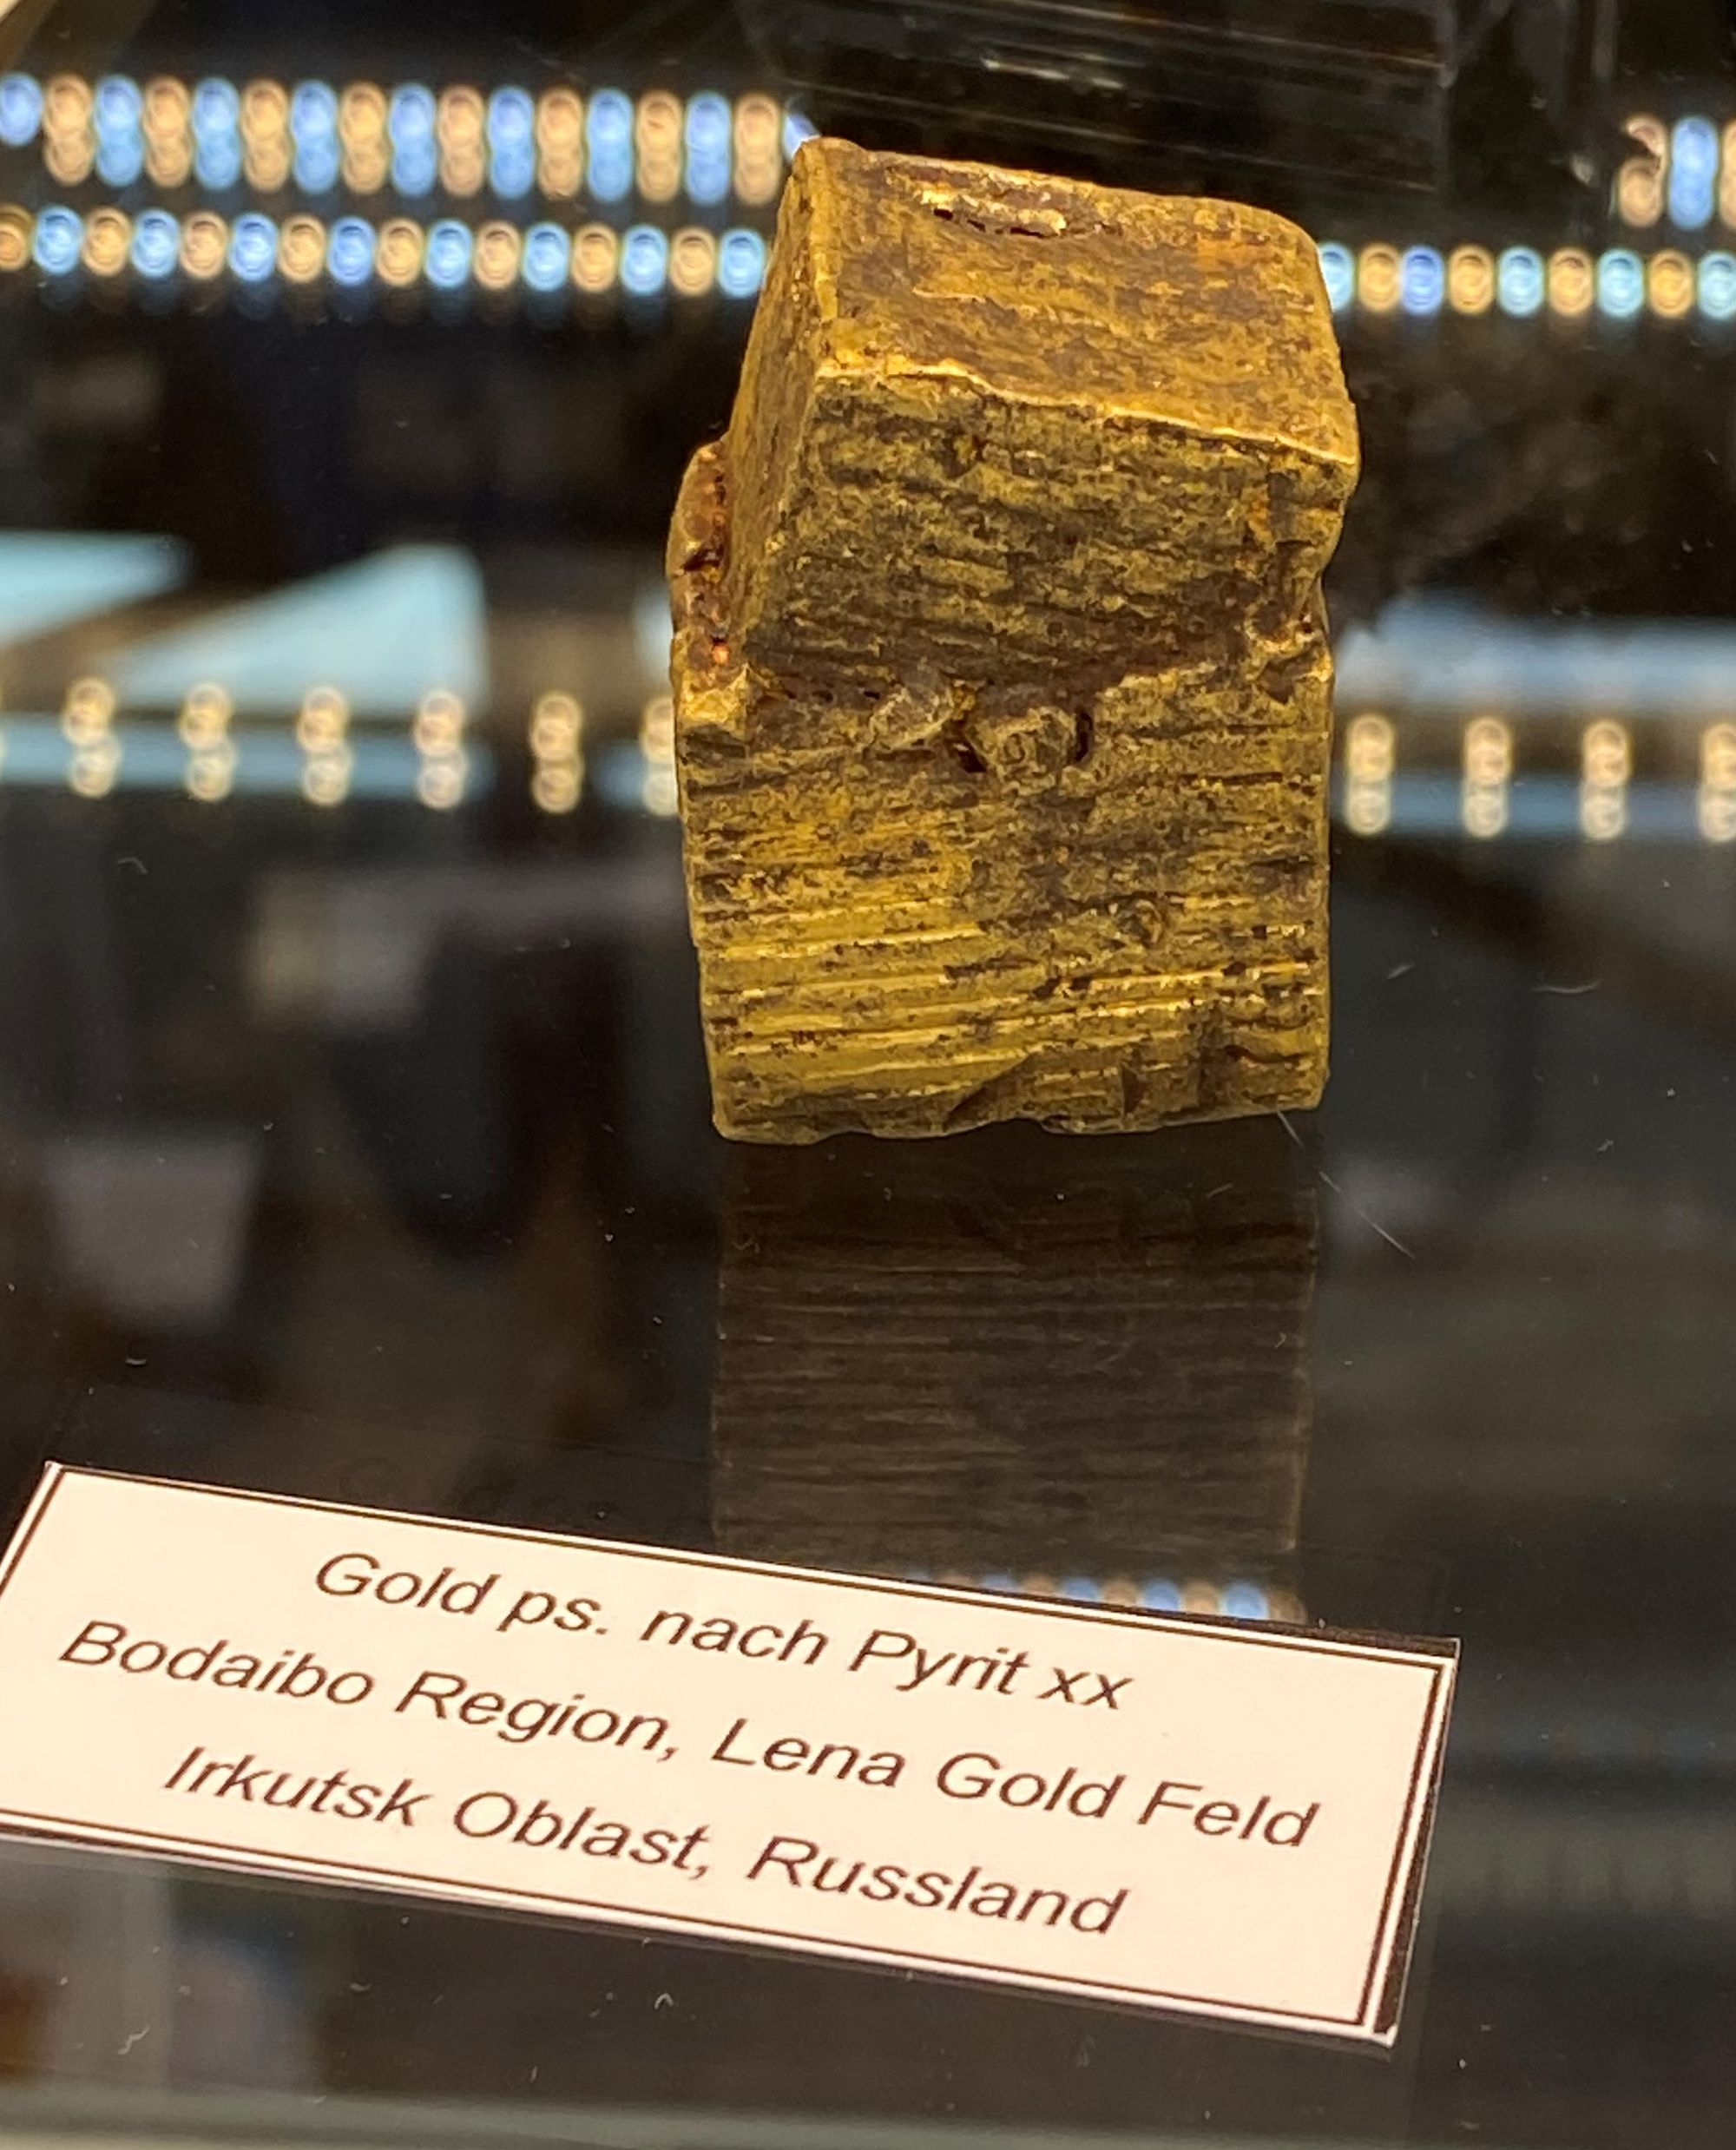 Gold ps. nach Pyrit xx
Bodaibo Region, Lena Gold Feld
Irkutsk Oblast, Russland